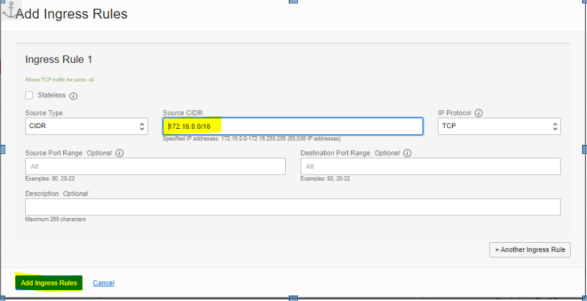 Add Ingress Rules
Ingress Rule 1
Allows TCP traffic for ports: all
Stateless
Source Type
Source CIDR
IP Protocol
CIDR
172.16.0.0/16
TCP
Specified IP addresses: 172.16.0.0-172.16.255.255 (65,536 IP addresses)
Source Port Range Optional
Destination Port Range Optional
All
All
Examples: 80, 20-22
Examples: 80, 20-22
Description Optional
Maximum 255 characters
+ Another Ingress Rule
Add Ingress Rules
Cancel